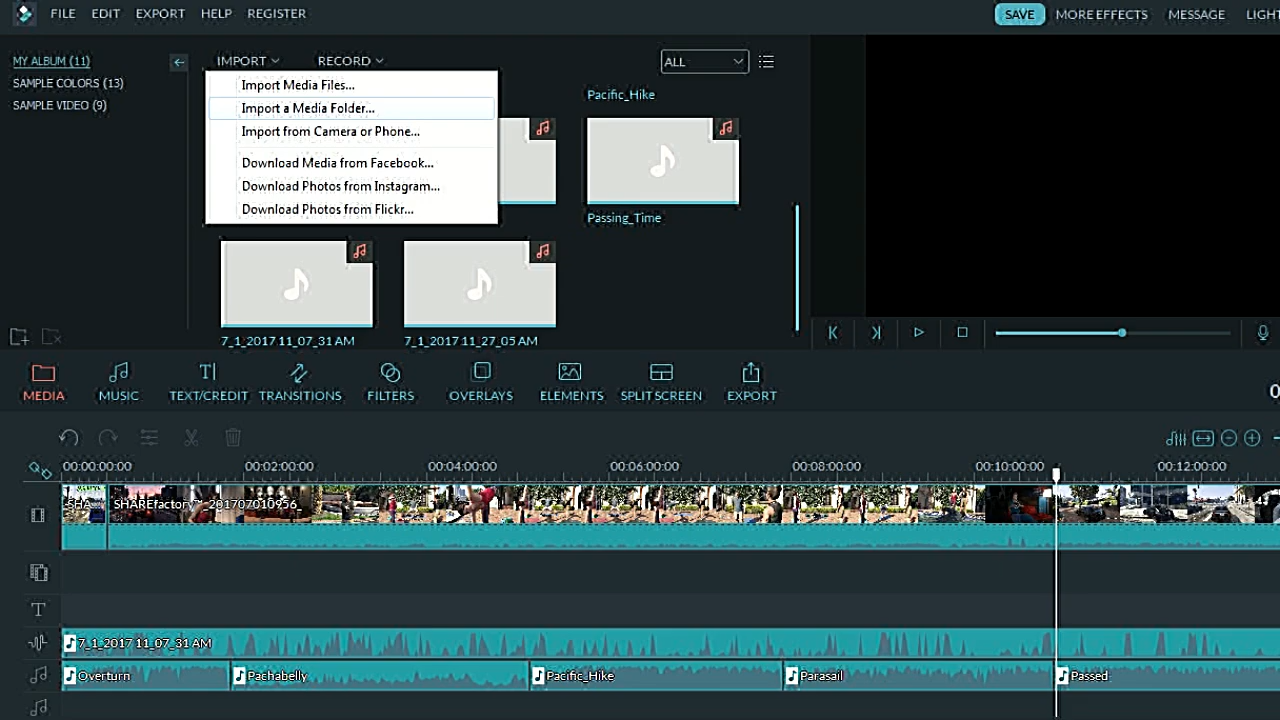 FILE EDIT EXPORT HELP REGISTER SAVE MORE EFFECTS MESSAGE LIGHT
MY ALBUM (11) IMPORT RECORD ALL
SAMPLE COLORS (13)
SAMPLE VIDEO (9)
Import Media Files...
Import a Media Folder...
Import from Camera or Phone...
Download Media from Facebook...
Download Photos from Instagram...
Download Photos from Flickr...
Pacific_Hike
Passing_Time
7_1_2017 11_07_31 AM 7_1_2017 11_27_05 AM
MEDIA MUSIC TEXT/CREDIT TRANSITIONS FILTERS OVERLAYS ELEMENTS SPLIT SCREEN EXPORT
0
00:00:00:00 00:02:00:00 00:04:00:00 00:06:00:00 00:08:00:00 00:10:00:00 00:12:00:00
SHA
T
7_1_2017 11_07_31 AM
Overturn Pachabelly Pacific_Hike Parasail Passed